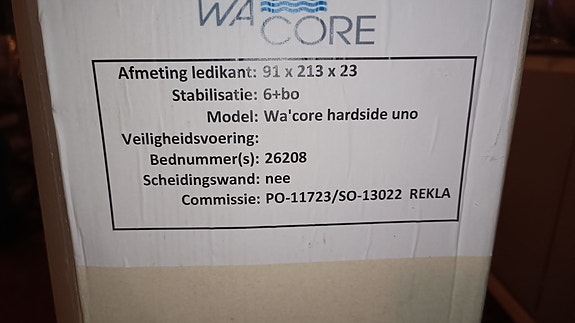 WA
CORE
Afmeting ledikant: 91 x 213 x 23
Stabilisatie: 6+bo
Model: Wa'core hardside uno
Veiligheidsvoering:
Bednummer(s): 26208
Scheidingswand: nee
Commissie: PO-11723/SO-13022 REKLA